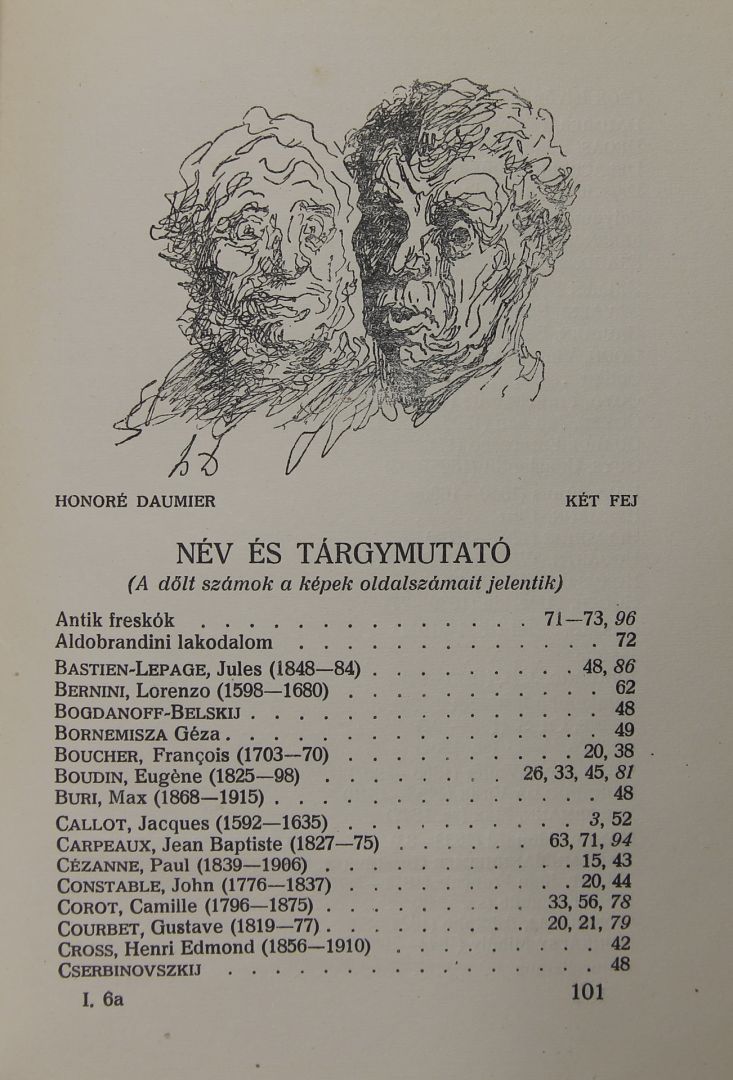 hD
HONORÉ DAUMIER KÉT FEJ
NÉV ÉS TÁRGYMUTATÓ
(A dőlt számok a képek oldalszámait jelentik)
Antik freskók . . . . . . . . . . . . . . . 71—73, 96
Aldobrandini lakodalom . . . . . . . . . . . . . 72
BASTIEN-LEPAGE, Jules (1848—84) . . . . . . . . . . 48, 86
BERNINI, Lorenzo (1598—1680) . . . . . . . . . . . 62
BOGDANOFF-BELSKIJ . . . . . . . . . . . . . . . . 48
BORNEMISZA Géza . . . . . . . . . . . . . . . . . 49
BOUCHER, François (1703—70) . . . . . . . . . . . 20, 38
BOUDIN, Eugène (1825—98) . . . . . . . . 26, 33, 45, 81
BURI, Max (1868—1915) . . . . . . . . . . . . . . 48
CALLOT, Jacques (1592—1635) . . . . . . . . . . . 3, 52
CARPEAUX, Jean Baptiste (1827—75) . . . . . . 63, 71, 94
CÉZANNE, Paul (1839—1906) . . . . . . . . . . . 15, 43
CONSTABLE, John (1776—1837) . . . . . . . . . . 20, 44
COROT, Camille (1796—1875) . . . . . . . . . 33, 56, 78
COURBET, Gustave (1819—77) . . . . . . . . . 20, 21, 79
CROSS, Henri Edmond (1856—1910) . . . . . . . . . 42
CSERBINOVSZKIJ . . . . . . . . . . . . . . . . . 48
I. 6a 101